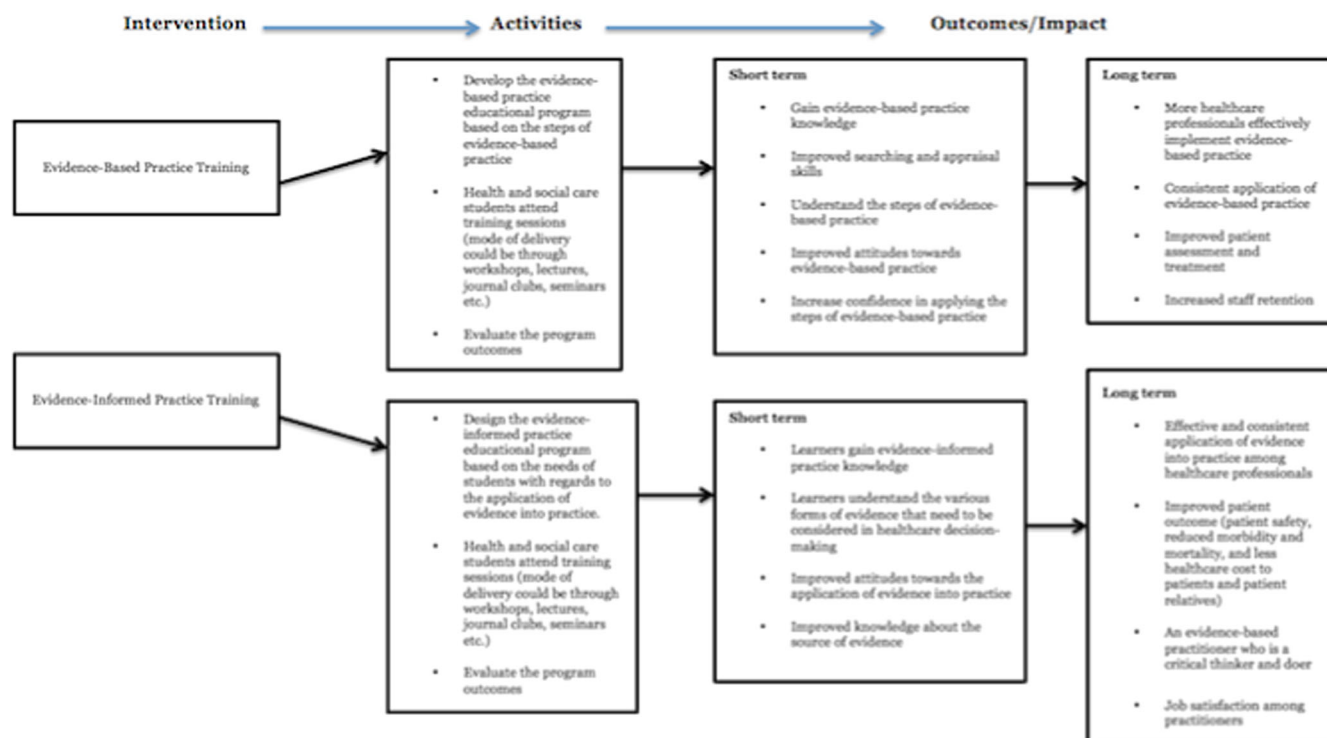 Intervention
Activities
Outcomes/Impact
Evidence-Based Practice Training
• Develop the evidence-
based practice
educational program
based on the steps of
evidence-based
practice
• Health and social care
students attend
training sessions
(mode of delivery
could be through
workshops, lectures,
journal clubs, seminars
etc.)
• Evaluate the program
outcomes
Short term
• Gain evidence-based practice
knowledge
• Improved searching and appraisal
skills
• Understand the steps of evidence-
based practice
• Improved attitudes towards
evidence-based practice
• Increase confidence in applying the
steps of evidence-based practice
Long term
• More healthcare
professionals effectively
implement evidence-
based practice
• Consistent application of
evidence-based practice
• Improved patient
assessment and
treatment
• Increased staff retention
Evidence-Informed Practice Training
• Design the evidence-
informed practice
educational program
based on the needs of
students with regards to
the application of
evidence into practice.
• Health and social care
students attend training
sessions (mode of
delivery could be through
workshops, lectures,
journal clubs, seminars
etc.)
• Evaluate the program
outcomes
Short term
• Learners gain evidence-informed
practice knowledge
• Learners understand the various
forms of evidence that need to be
considered in healthcare decision-
making
• Improved attitudes towards the
application of evidence into practice
• Improved knowledge about the
source of evidence
Long term
• Effective and consistent
application of evidence
into practice among
healthcare professionals
• Improved patient
outcome (patient safety,
reduced morbidity and
mortality, and less
healthcare cost to
patients and patient
relatives)
• An evidence-based
practitioner who is a
critical thinker and doer
• Job satisfaction among
practitioners